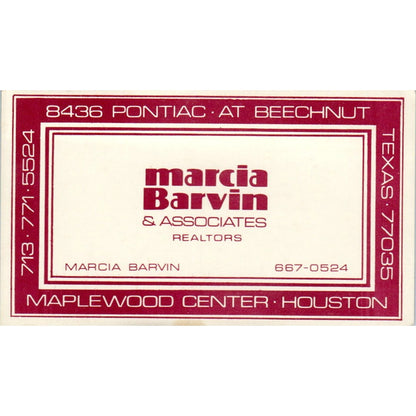 8436 PONTIAC · AT BEECHNUT
TEXAS · 77035
713 · 771 · 5524
marcia
Barvin
& ASSOCIATES
REALTORS
MARCIA BARVIN 667-0524
MAPLEWOOD CENTER · HOUSTON